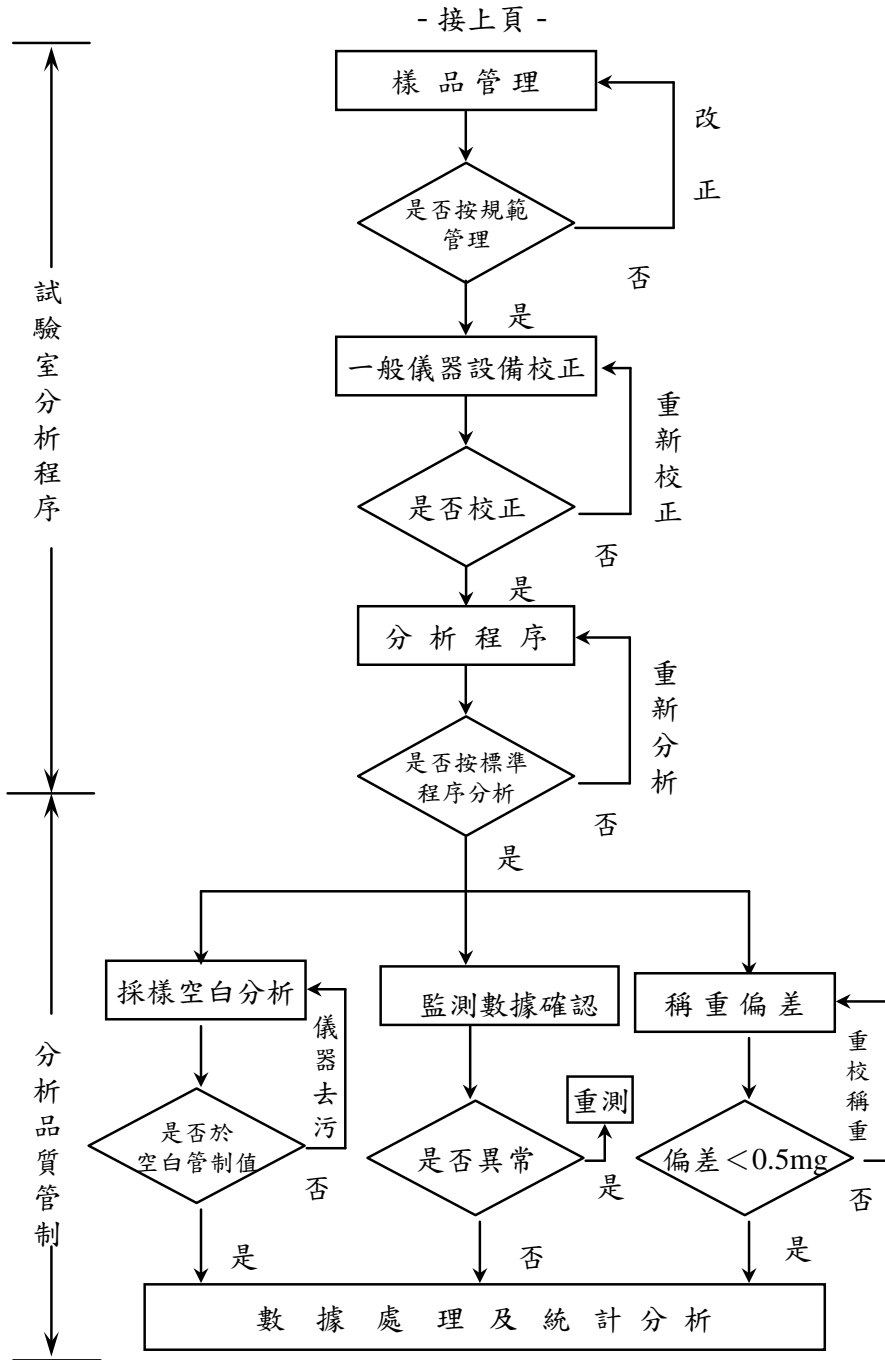 - 接上頁 -
樣品管理
改正
是否按規範
管理
否
是
試驗室分析程序
一般儀器設備校正
重新校正
是否校正
否
是
分析程序
重新分析
是否按標準
程序分析
否
是
採樣空白分析
監測數據確認
稱重偏差
儀器去污
重校稱重
分析品質管制
重測
是否於
空白管制值
是否異常
偏差<0.5mg
否
是
否
是
否
是
數據處理及統計分析